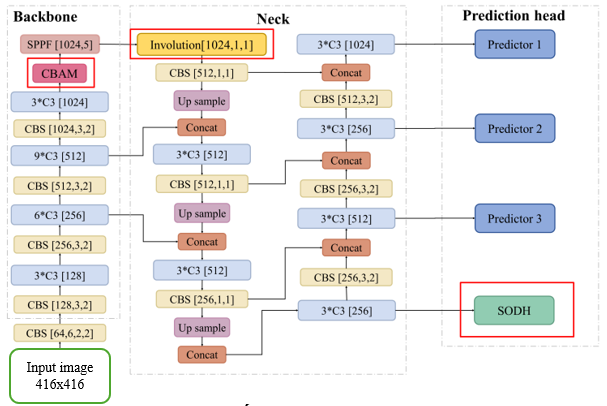 Backbone
Neck
Prediction head
SPPF [1024,5]
CBAM
3*C3 [1024]
CBS [1024,3,2]
9*C3 [512]
CBS [512,3,2]
6*C3 [256]
CBS [256,3,2]
3*C3 [128]
CBS [128,3,2]
CBS [64,6,2,2]
Input image
416x416
Involution[1024,1,1]
CBS [512,1,1]
Up sample
Concat
3*C3 [512]
CBS [512,1,1]
Up sample
Concat
3*C3 [512]
CBS [256,1,1]
Up sample
Concat
3*C3 [1024]
Concat
CBS [512,3,2]
3*C3 [256]
Concat
CBS [256,3,2]
3*C3 [512]
Concat
CBS [256,3,2]
3*C3 [256]
Predictor 1
Predictor 2
Predictor 3
SODH